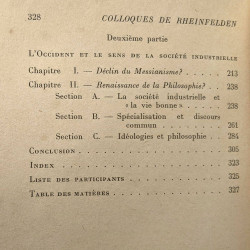 328 COLLOQUES DE RHEINFELDEN
Deuxième partie
L'OCCIDENT ET LE SENS DE LA SOCIÉTÉ INDUSTRIELLE
Chapitre I. — Déclin du Messianisme? . . . . . 213
Chapitre II. — Renaissance de la Philosophie? . . . . 238
Section A. — La société industrielle et
« la vie bonne » . . . . . 238
Section B. — Spécialisation et discours
commun . . . . . 261
Section C. — Idéologies et philosophie . . 284
CONCLUSION . . . . . 305
INDEX . . . . . 323
LISTE DES PARTICIPANTS . . . . . 325
TABLE DES MATIÈRES . . . . . 327